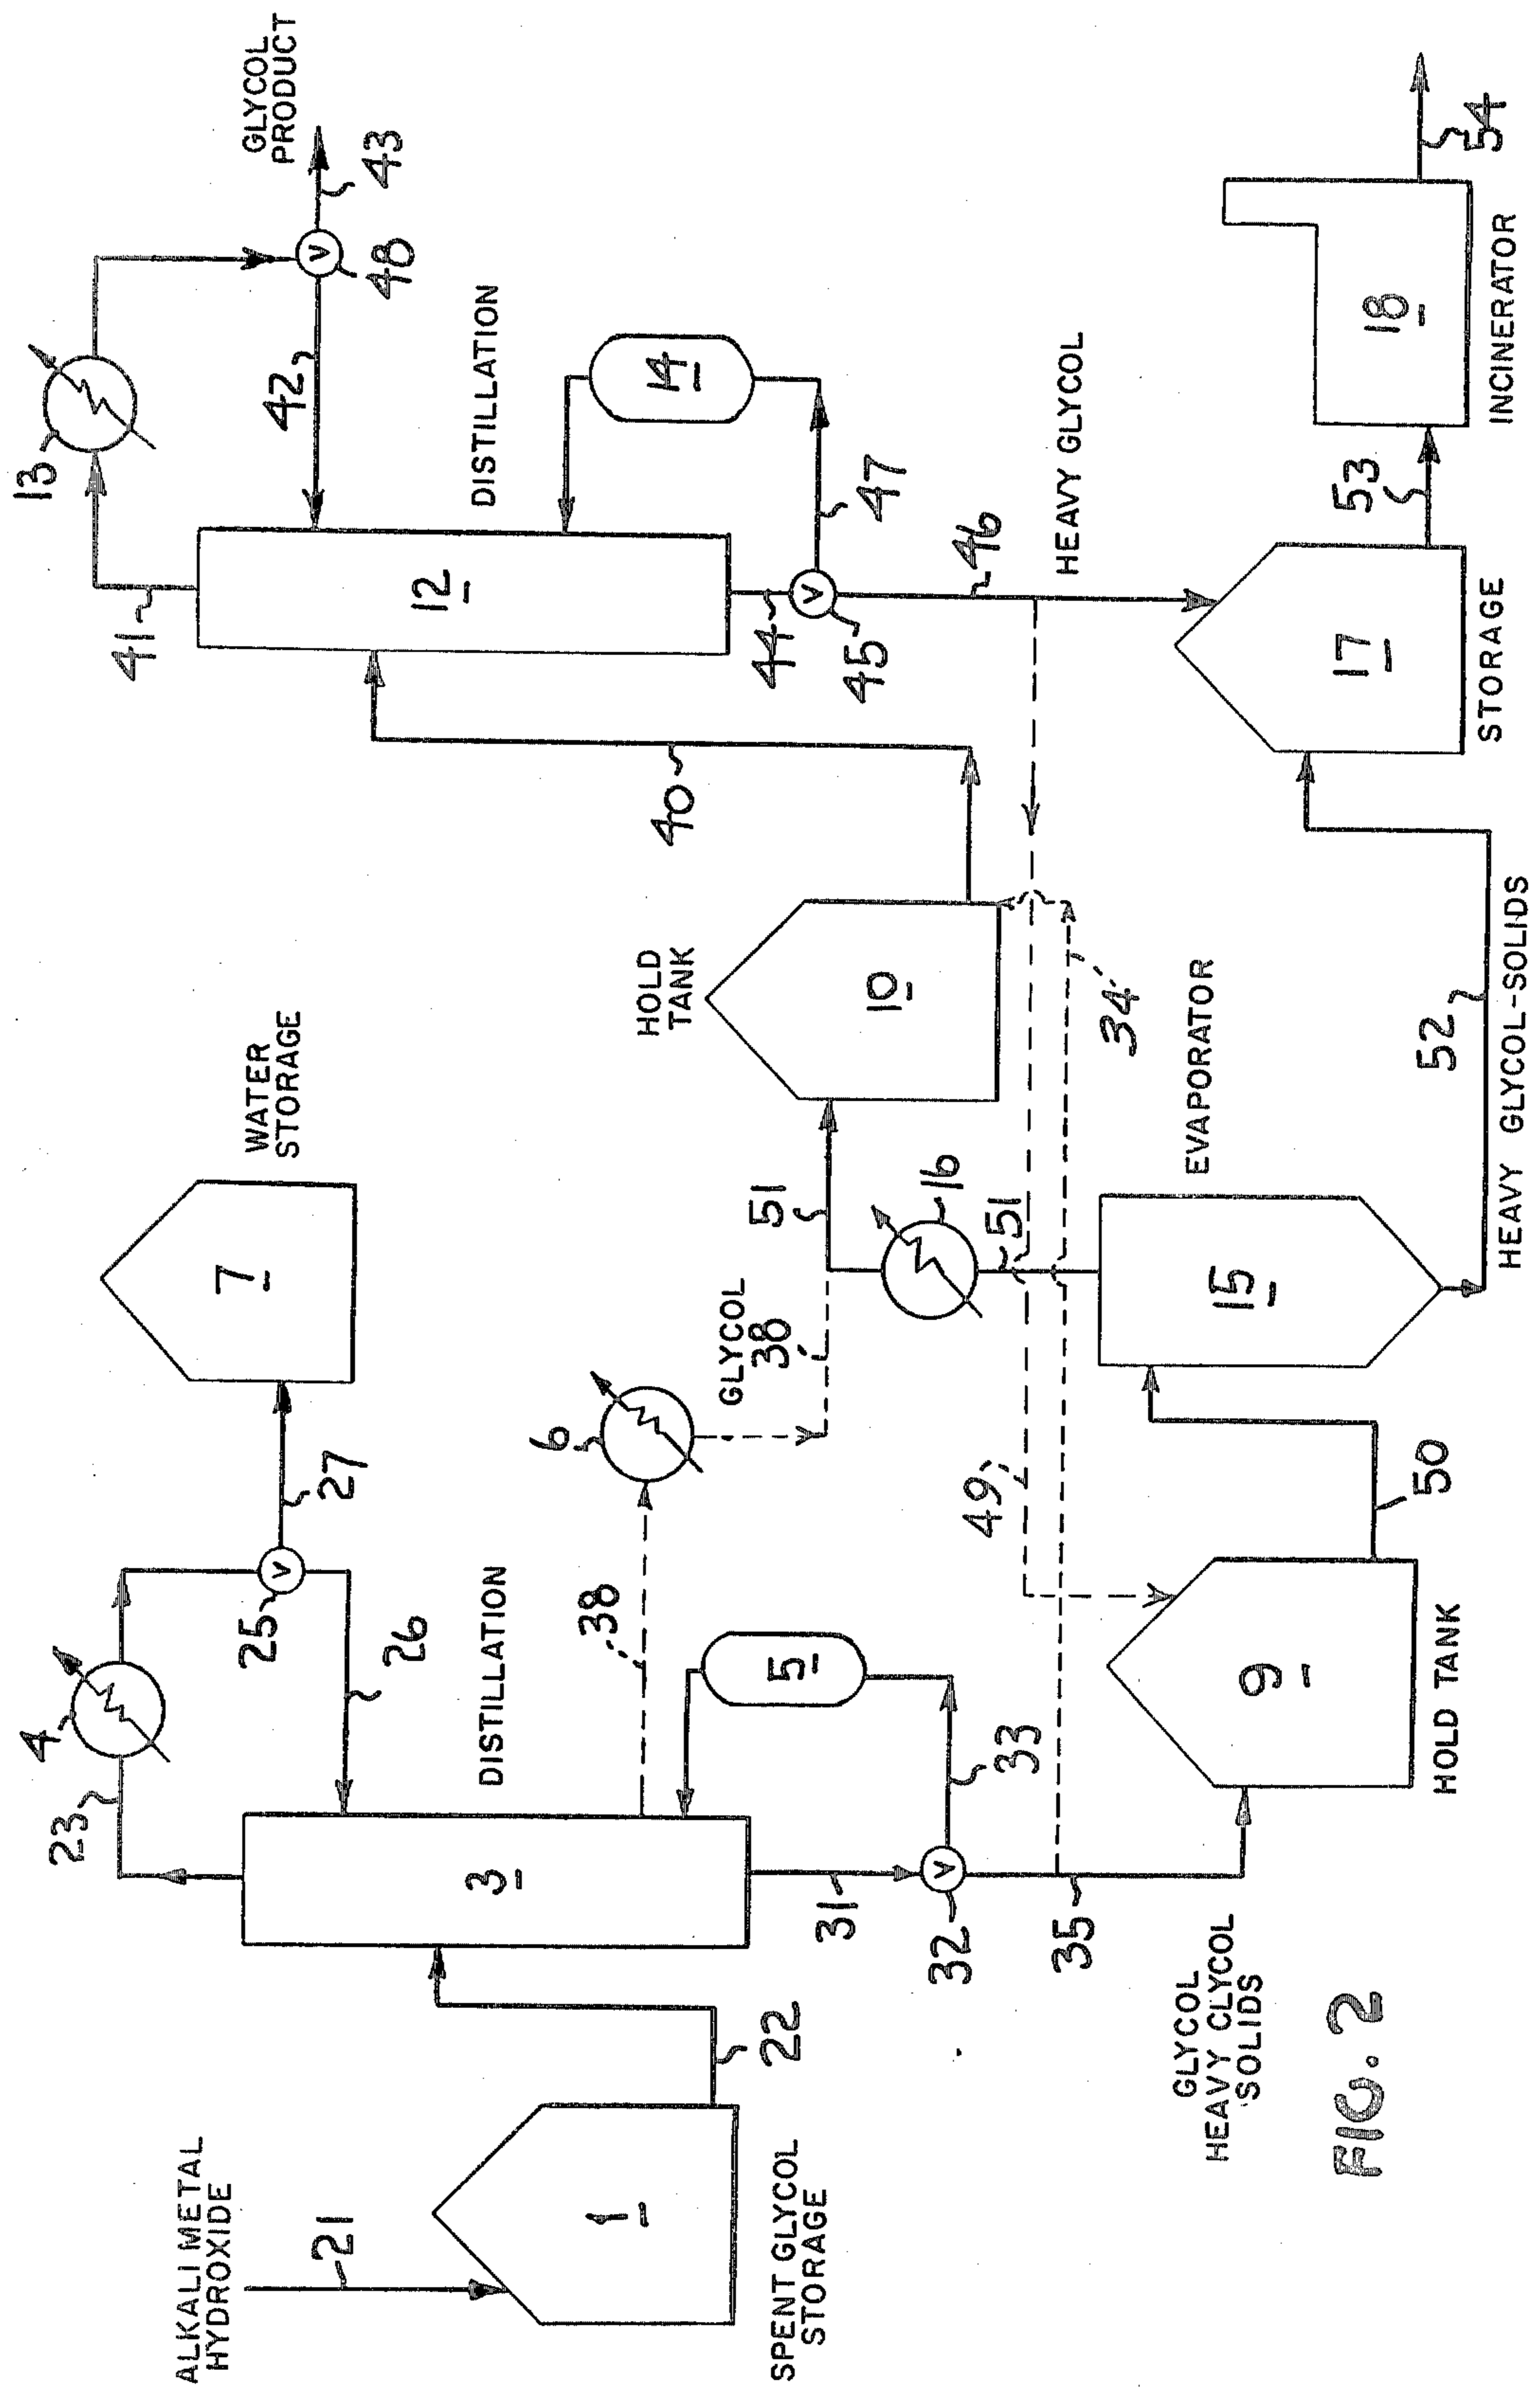 ALKALI METAL
HYDROXIDE
21
1
SPENT GLYCOL
STORAGE
22
23
4
25
26
27
7
WATER
STORAGE
3
DISTILLATION
38
6
GLYCOL
38
5
31
32
33
35
GLYCOL
HEAVY CLYCOL
SOLIDS
9
HOLD TANK
49
50
15
EVAPORATOR
51
16
51
34
HOLD
TANK
10
40
12
DISTILLATION
41
13
42
48
43
GLYCOL
PRODUCT
14
44
45
47
46
HEAVY GLYCOL
52
HEAVY GLYCOL-SOLIDS
17
STORAGE
53
18
INCINERATOR
54
V
V
V
V
FIG. 2